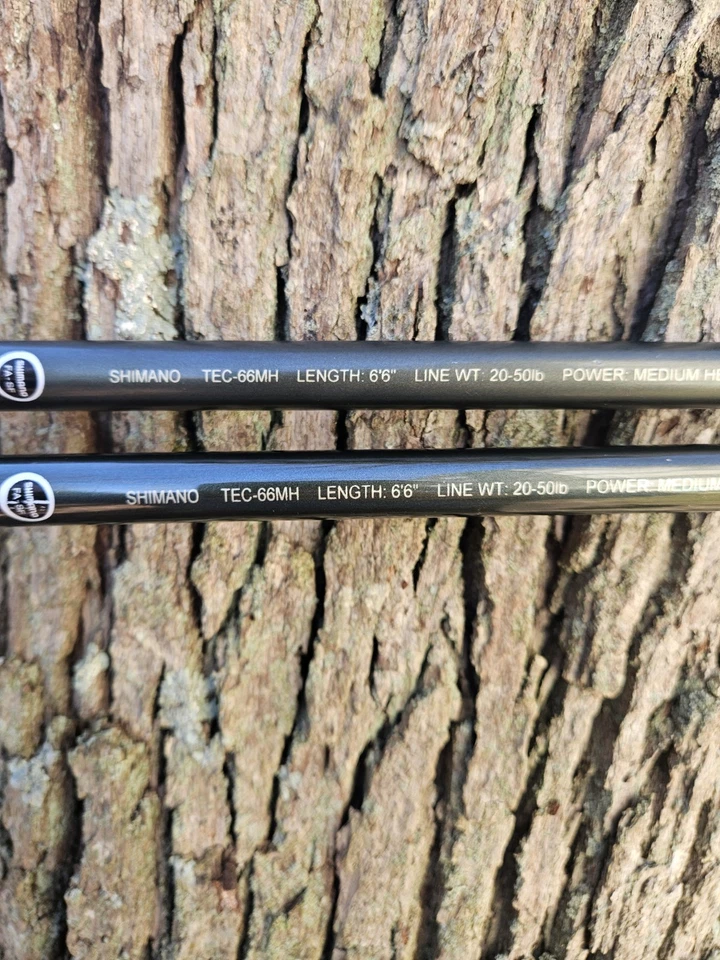 SHIMANO TEC-66MH LENGTH: 6'6" LINE WT: 20-50lb POWER: MEDIUM HE
SHIMANO TEC-66MH LENGTH: 6'6" LINE WT: 20-50lb POWER: MEDIUM